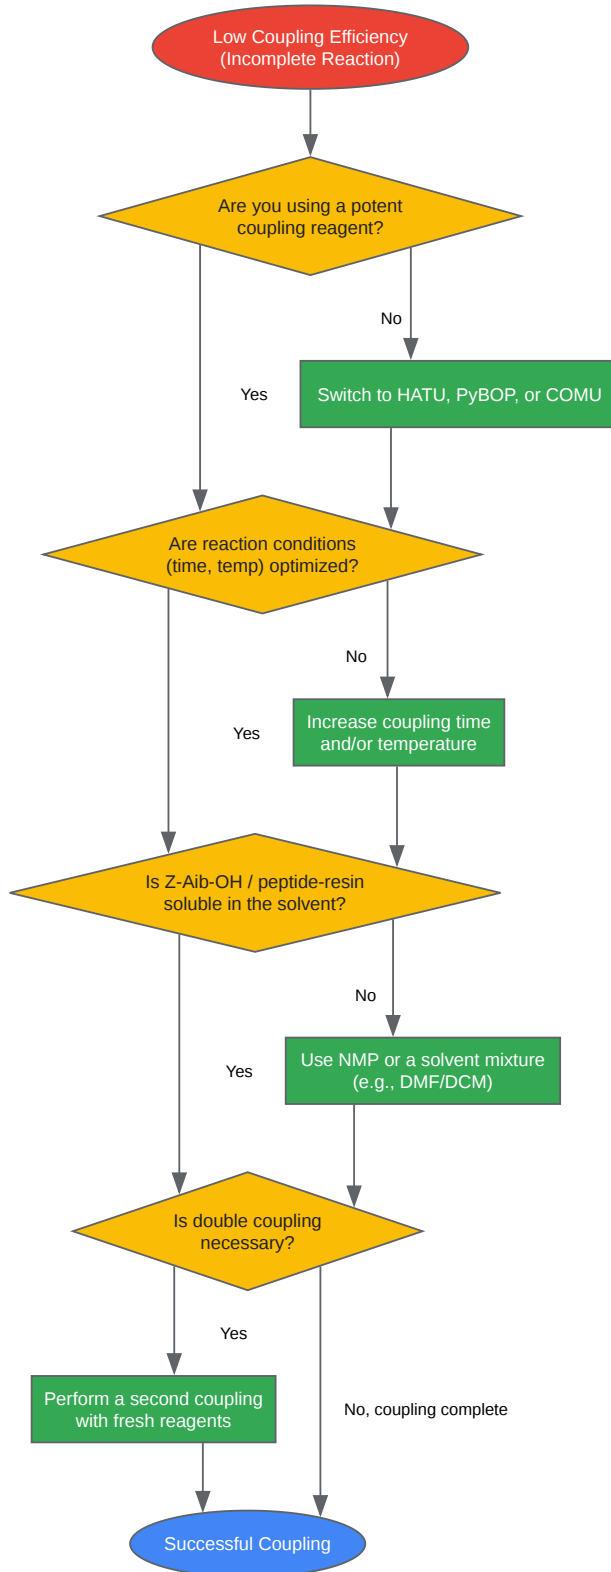 Low Coupling Efficiency
(Incomplete Reaction)
Are you using a potent
coupling reagent?
No
Yes
Switch to HATU, PyBOP, or COMU
Are reaction conditions
(time, temp) optimized?
No
Yes
Increase coupling time
and/or temperature
Is Z-Aib-OH / peptide-resin
soluble in the solvent?
No
Yes
Use NMP or a solvent mixture
(e.g., DMF/DCM)
Is double coupling
necessary?
Yes
Perform a second coupling
with fresh reagents
No, coupling complete
Successful Coupling